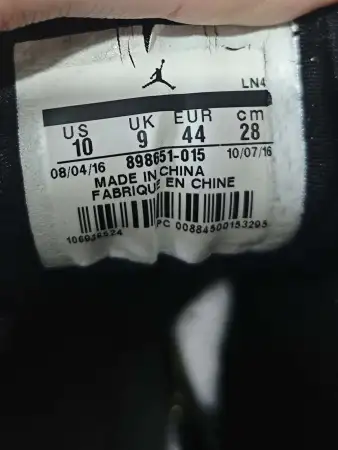 LN4
US UK EUR cm
10 9 44 28
08/04/16 898651-015 10/07/16
MADE IN CHINA
FABRIQUE EN CHINE
PC 00884500153295